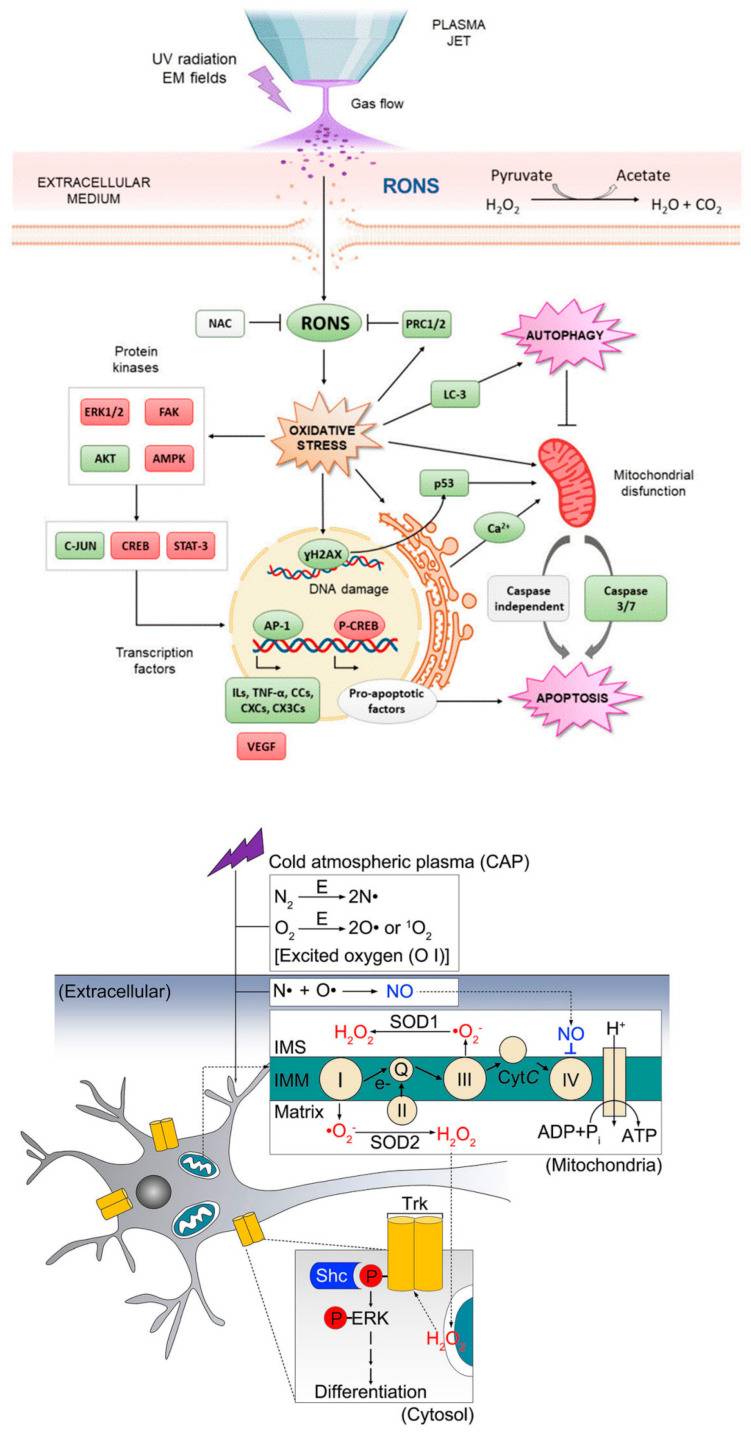 PLASMA
JET
UV radiation
EM fields
Gas flow
EXTRACELLULAR
MEDIUM
RONS
Pyruvate
Acetate
H₂O₂
H₂O + CO₂
NAC
RONS
PRC1/2
AUTOPHAGY
Protein
kinases
LC-3
ERK1/2
FAK
OXIDATIVE
STRESS
AKT
AMPK
p53
Mitochondrial
disfunction
Ca²⁺
C-JUN
CREB
STAT-3
ɣH2AX
DNA damage
Caspase
independent
Caspase
3/7
AP-1
P-CREB
Transcription
factors
ILs, TNF-α, CCs,
CXCs, CX3Cs
Pro-apoptotic
factors
APOPTOSIS
VEGF
Cold atmospheric plasma (CAP)
N₂ E 2N•
O₂ E 2O• or ¹O₂
[Excited oxygen (O I)]
(Extracellular)
N• + O• NO
H₂O₂ SOD1 •O₂⁻
NO
H⁺
IMS
IMM
I
e-
Q
III
CytC
IV
Matrix
II
•O₂⁻ SOD2 H₂O₂
ADP+Pᵢ
ATP
(Mitochondria)
Trk
Shc
P
P-ERK
H₂O₂
Differentiation
(Cytosol)